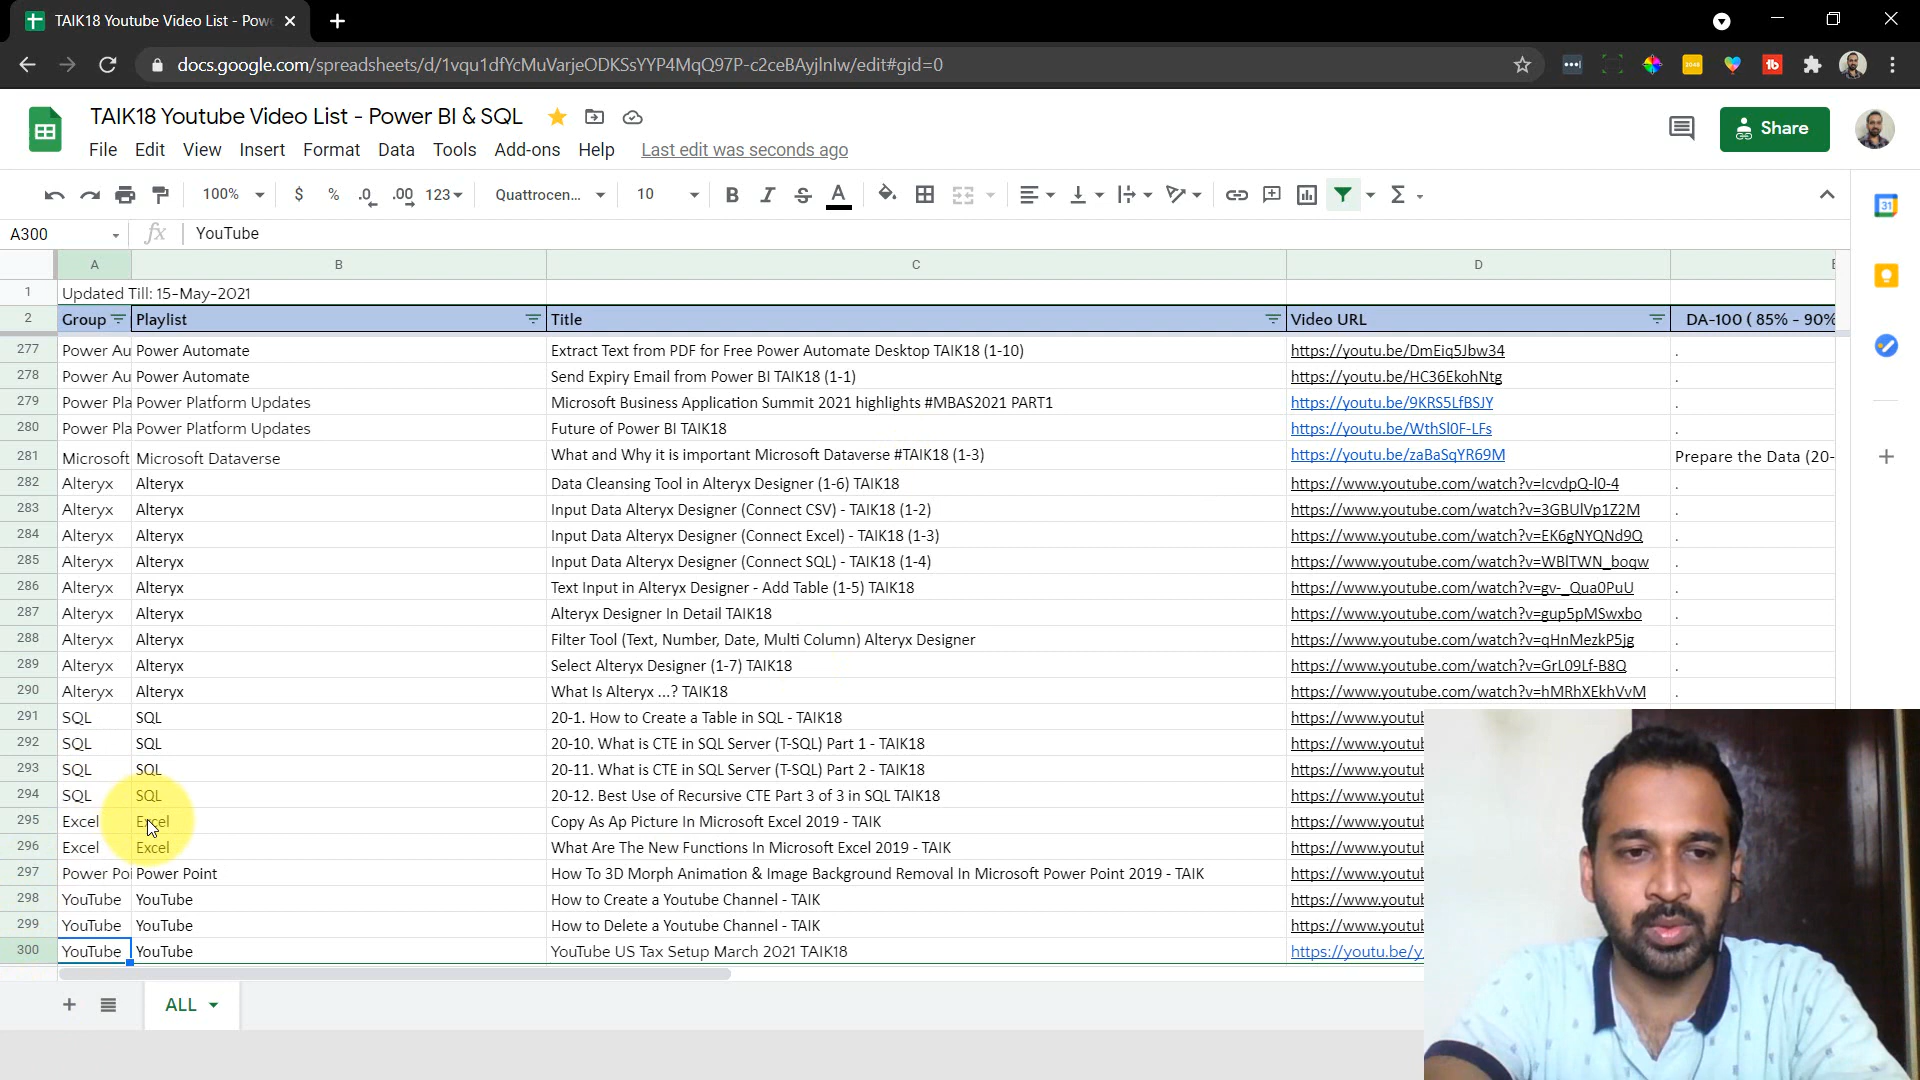 TAIK18 Youtube Video List - Powe
docs.google.com/spreadsheets/d/1vqu1dfYcMuVarjeODKSsYYP4MqQ97P-c2ceBAyjlnIw/edit#gid=0
TAIK18 Youtube Video List - Power BI & SQL
Share
File Edit View Insert Format Data Tools Add-ons Help Last edit was seconds ago
100% $ % .0 .00 123 Quattrocen... 10 B I S A
31
A300 fx YouTube
A B C D
1 Updated Till: 15-May-2021
2 Group Playlist Title Video URL DA-100 ( 85% - 90%
277 Power Au Power Automate Extract Text from PDF for Free Power Automate Desktop TAIK18 (1-10) https://youtu.be/DmEiq5Jbw34 .
278 Power Au Power Automate Send Expiry Email from Power BI TAIK18 (1-1) https://youtu.be/HC36EkohNtg .
279 Power Pla Power Platform Updates Microsoft Business Application Summit 2021 highlights #MBAS2021 PART1 https://youtu.be/9KRS5LfBSJY .
280 Power Pla Power Platform Updates Future of Power BI TAIK18 https://youtu.be/WthSl0F-LFs .
281 Microsoft Microsoft Dataverse What and Why it is important Microsoft Dataverse #TAIK18 (1-3) https://youtu.be/zaBaSqYR69M Prepare the Data (20-
282 Alteryx Alteryx Data Cleansing Tool in Alteryx Designer (1-6) TAIK18 https://www.youtube.com/watch?v=IcvdpQ-l0-4 .
283 Alteryx Alteryx Input Data Alteryx Designer (Connect CSV) - TAIK18 (1-2) https://www.youtube.com/watch?v=3GBUlVp1Z2M .
284 Alteryx Alteryx Input Data Alteryx Designer (Connect Excel) - TAIK18 (1-3) https://www.youtube.com/watch?v=EK6gNYQNd9Q .
285 Alteryx Alteryx Input Data Alteryx Designer (Connect SQL) - TAIK18 (1-4) https://www.youtube.com/watch?v=WBlTWN_boqw .
286 Alteryx Alteryx Text Input in Alteryx Designer - Add Table (1-5) TAIK18 https://www.youtube.com/watch?v=gv-_Qua0PuU .
287 Alteryx Alteryx Alteryx Designer In Detail TAIK18 https://www.youtube.com/watch?v=gup5pMSwxbo .
288 Alteryx Alteryx Filter Tool (Text, Number, Date, Multi Column) Alteryx Designer https://www.youtube.com/watch?v=qHnMezkP5jg .
289 Alteryx Alteryx Select Alteryx Designer (1-7) TAIK18 https://www.youtube.com/watch?v=GrL09Lf-B8Q .
290 Alteryx Alteryx What Is Alteryx ...? TAIK18 https://www.youtube.com/watch?v=hMRhXEkhVvM .
291 SQL SQL 20-1. How to Create a Table in SQL - TAIK18 https://www.youtub
292 SQL SQL 20-10. What is CTE in SQL Server (T-SQL) Part 1 - TAIK18 https://www.youtub
293 SQL SQL 20-11. What is CTE in SQL Server (T-SQL) Part 2 - TAIK18 https://www.youtub
294 SQL SQL 20-12. Best Use of Recursive CTE Part 3 of 3 in SQL TAIK18 https://www.youtub
295 Excel Excel Copy As Ap Picture In Microsoft Excel 2019 - TAIK https://www.youtub
296 Excel Excel What Are The New Functions In Microsoft Excel 2019 - TAIK https://www.youtub
297 Power Poi Power Point How To 3D Morph Animation & Image Background Removal In Microsoft Power Point 2019 - TAIK https://www.youtub
298 YouTube YouTube How to Create a Youtube Channel - TAIK https://www.youtub
299 YouTube YouTube How to Delete a Youtube Channel - TAIK https://www.youtub
300 YouTube YouTube YouTube US Tax Setup March 2021 TAIK18 https://youtu.be/y
ALL